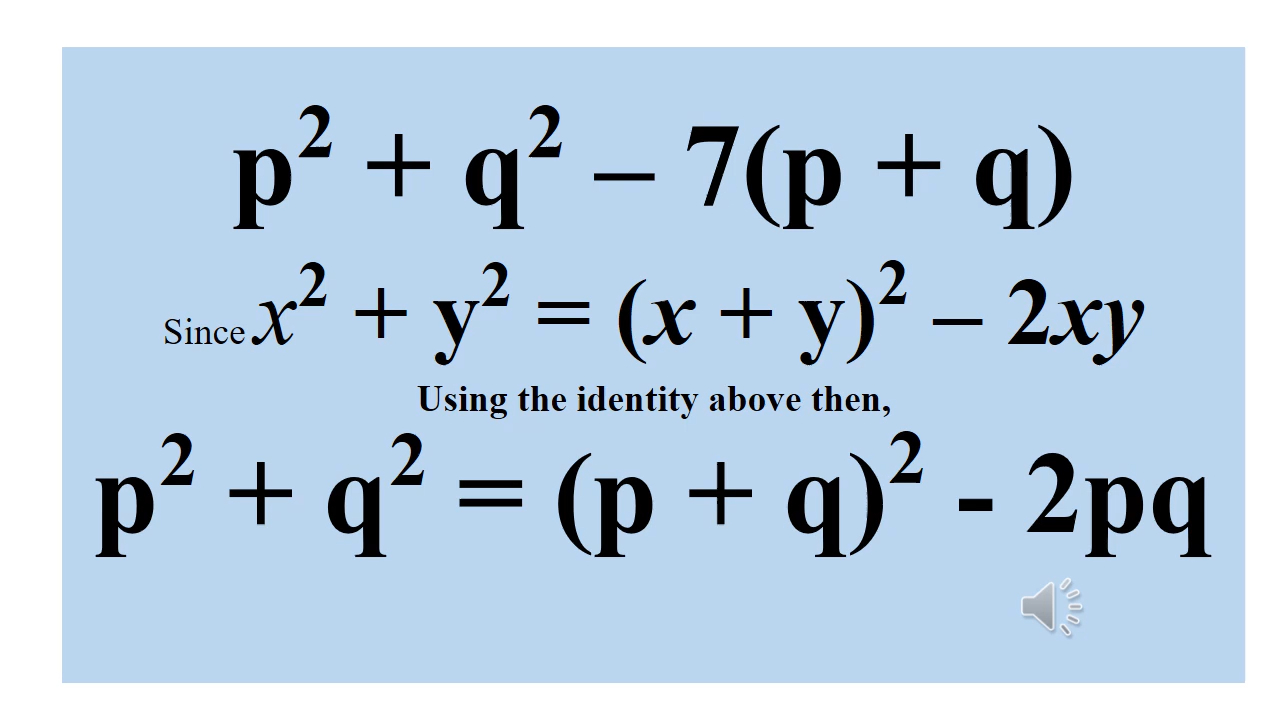 p² + q² – 7(p + q)
Since x² + y² = (x + y)² – 2xy
Using the identity above then,
p² + q² = (p + q)² - 2pq